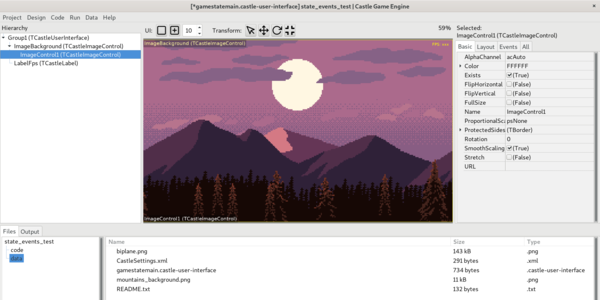 [*gamestatemain.castle-user-interface] state_events_test | Castle Game Engine
Project Design Code Run Data Help
Hierarchy
Group1 (TCastleUserInterface)
ImageBackground (TCastleImageControl)
ImageControl1 (TCastleImageControl)
LabelFps (TCastleLabel)
UI: 10 Transform: 59%
ImageBackground (TCastleImageControl)
ImageControl1 (TCastleImageControl)
Selected:
ImageControl1 (TCastleImageControl)
Basic Layout Events All
AlphaChannel acAuto
Color FFFFFF
Exists (True)
FlipHorizontal (False)
FlipVertical (False)
FullSize (False)
Name ImageControl1
ProportionalSca psNone
ProtectedSides (TBorder)
Rotation 0
SmoothScaling (True)
Stretch (False)
URL
Files Output
state_events_test
code
data
Name Size Type
biplane.png 143 kB .png
CastleSettings.xml 291 bytes .xml
gamestatemain.castle-user-interface 734 bytes .castle-user-interface
mountains_background.png 11 kB .png
README.txt 132 bytes .txt